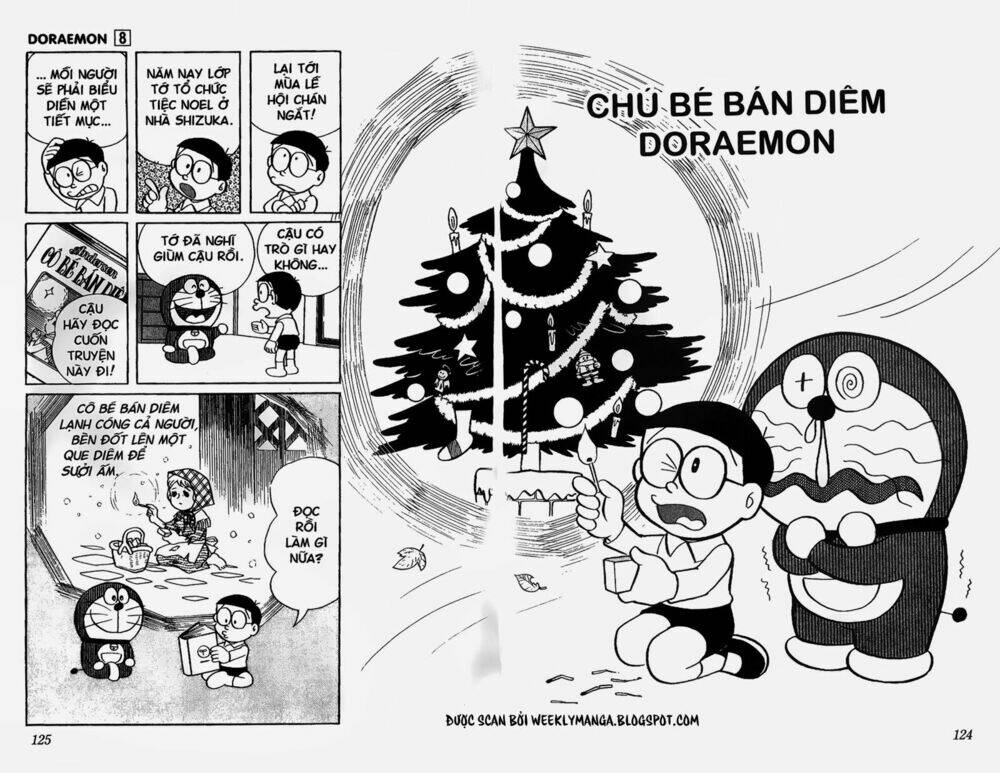 CHÚ BÉ BÁN DIÊM
DORAEMON
ĐƯỢC SCAN BỞI WEEKLYMANGA.BLOGSPOT.COM
124
DORAEMON 8
LẠI TỚI
MÙA LỄ
HỘI CHÁN
NGẮT!
NĂM NAY LỚP
TỚ TỔ CHỨC
TIỆC NOEL Ở
NHÀ SHIZUKA.
... MỖI NGƯỜI
SẼ PHẢI BIỂU
DIỄN MỘT
TIẾT MỤC...
CẬU CÓ
TRÒ GÌ HAY
KHÔNG...
TỚ ĐÃ NGHĨ
GIÙM CẬU RỒI.
Andersen
CÔ BÉ BÁN DIÊ
CẬU
HÃY ĐỌC
CUỐN
TRUYỆN
NÀY ĐI!
CÔ BÉ BÁN DIÊM
LẠNH CÓNG CẢ NGƯỜI,
BÈN ĐỐT LÊN MỘT
QUE DIÊM ĐỂ
SƯỞI ẤM.
ĐỌC
RỒI
LÀM GÌ
NỮA?
125